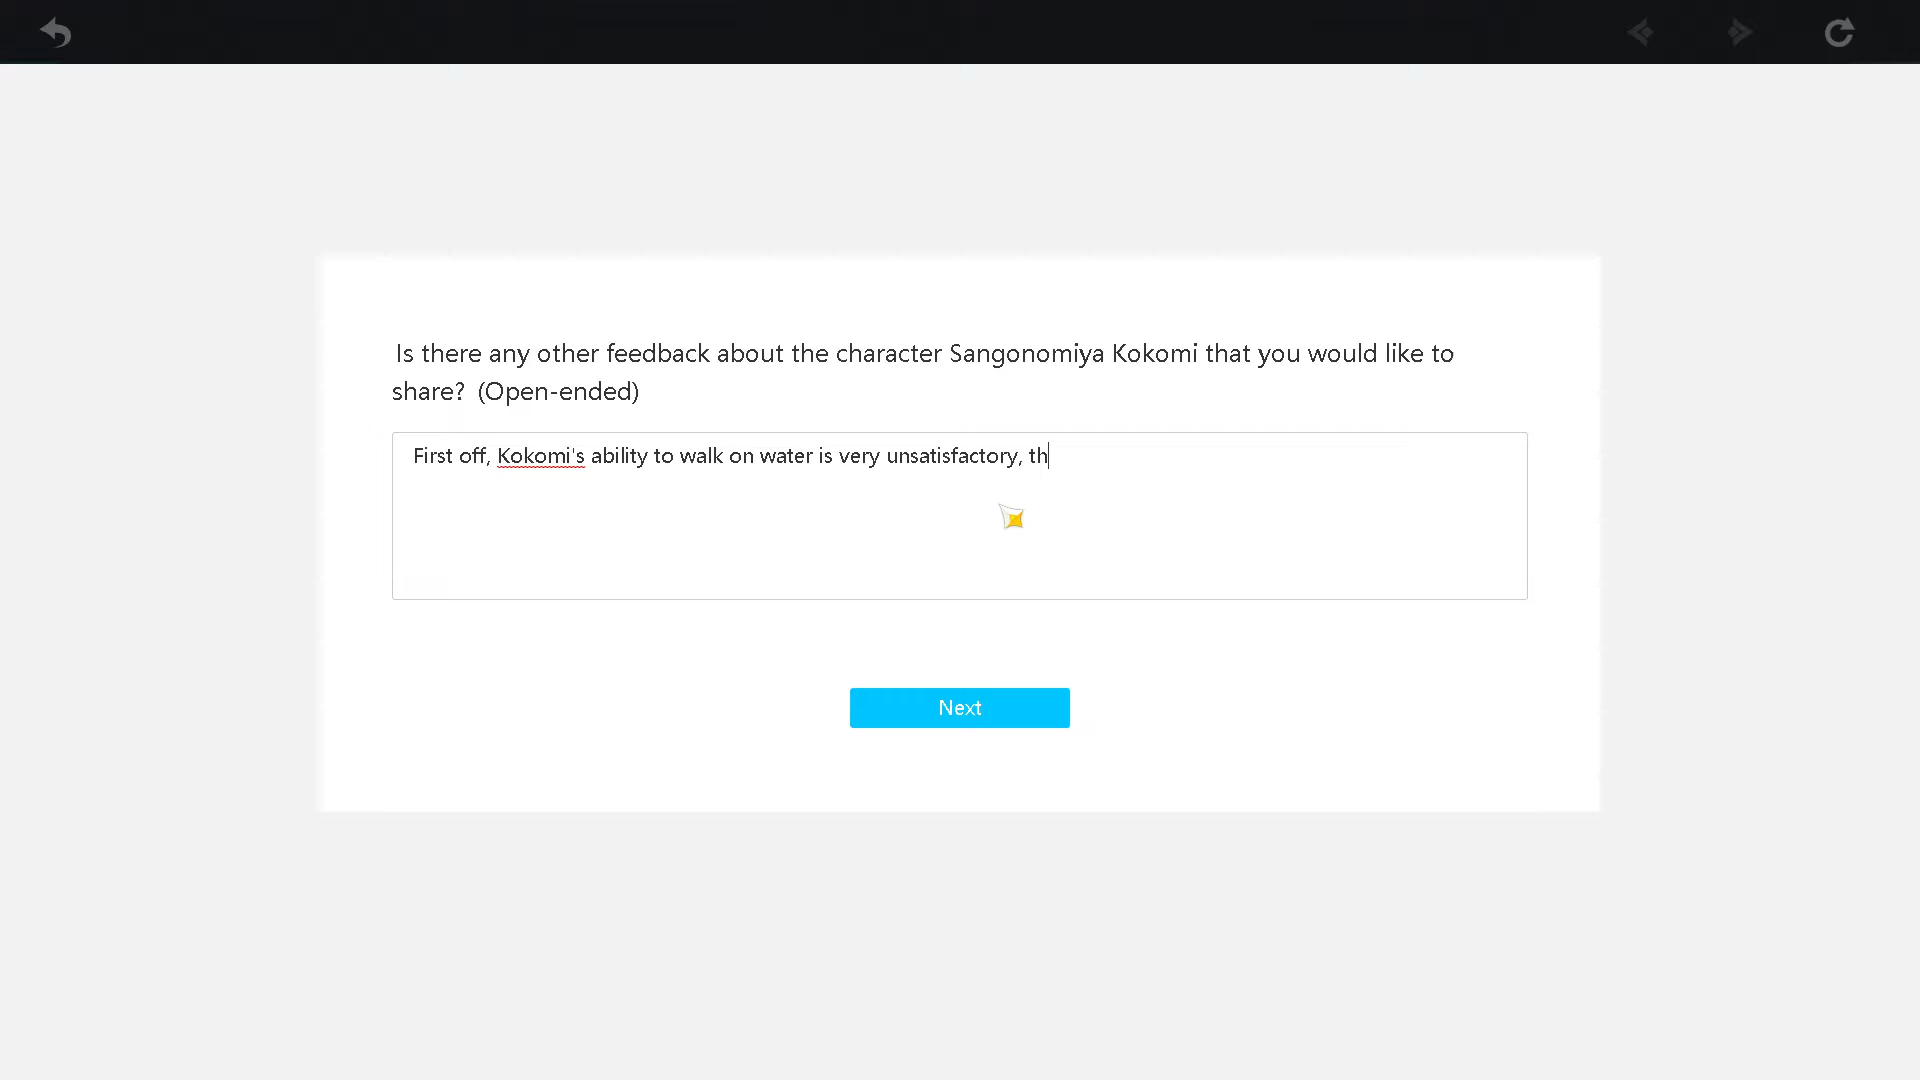 Is there any other feedback about the character Sangonomiya Kokomi that you would like to
share? (Open-ended)
First off, Kokomi's ability to walk on water is very unsatisfactory, th
Next